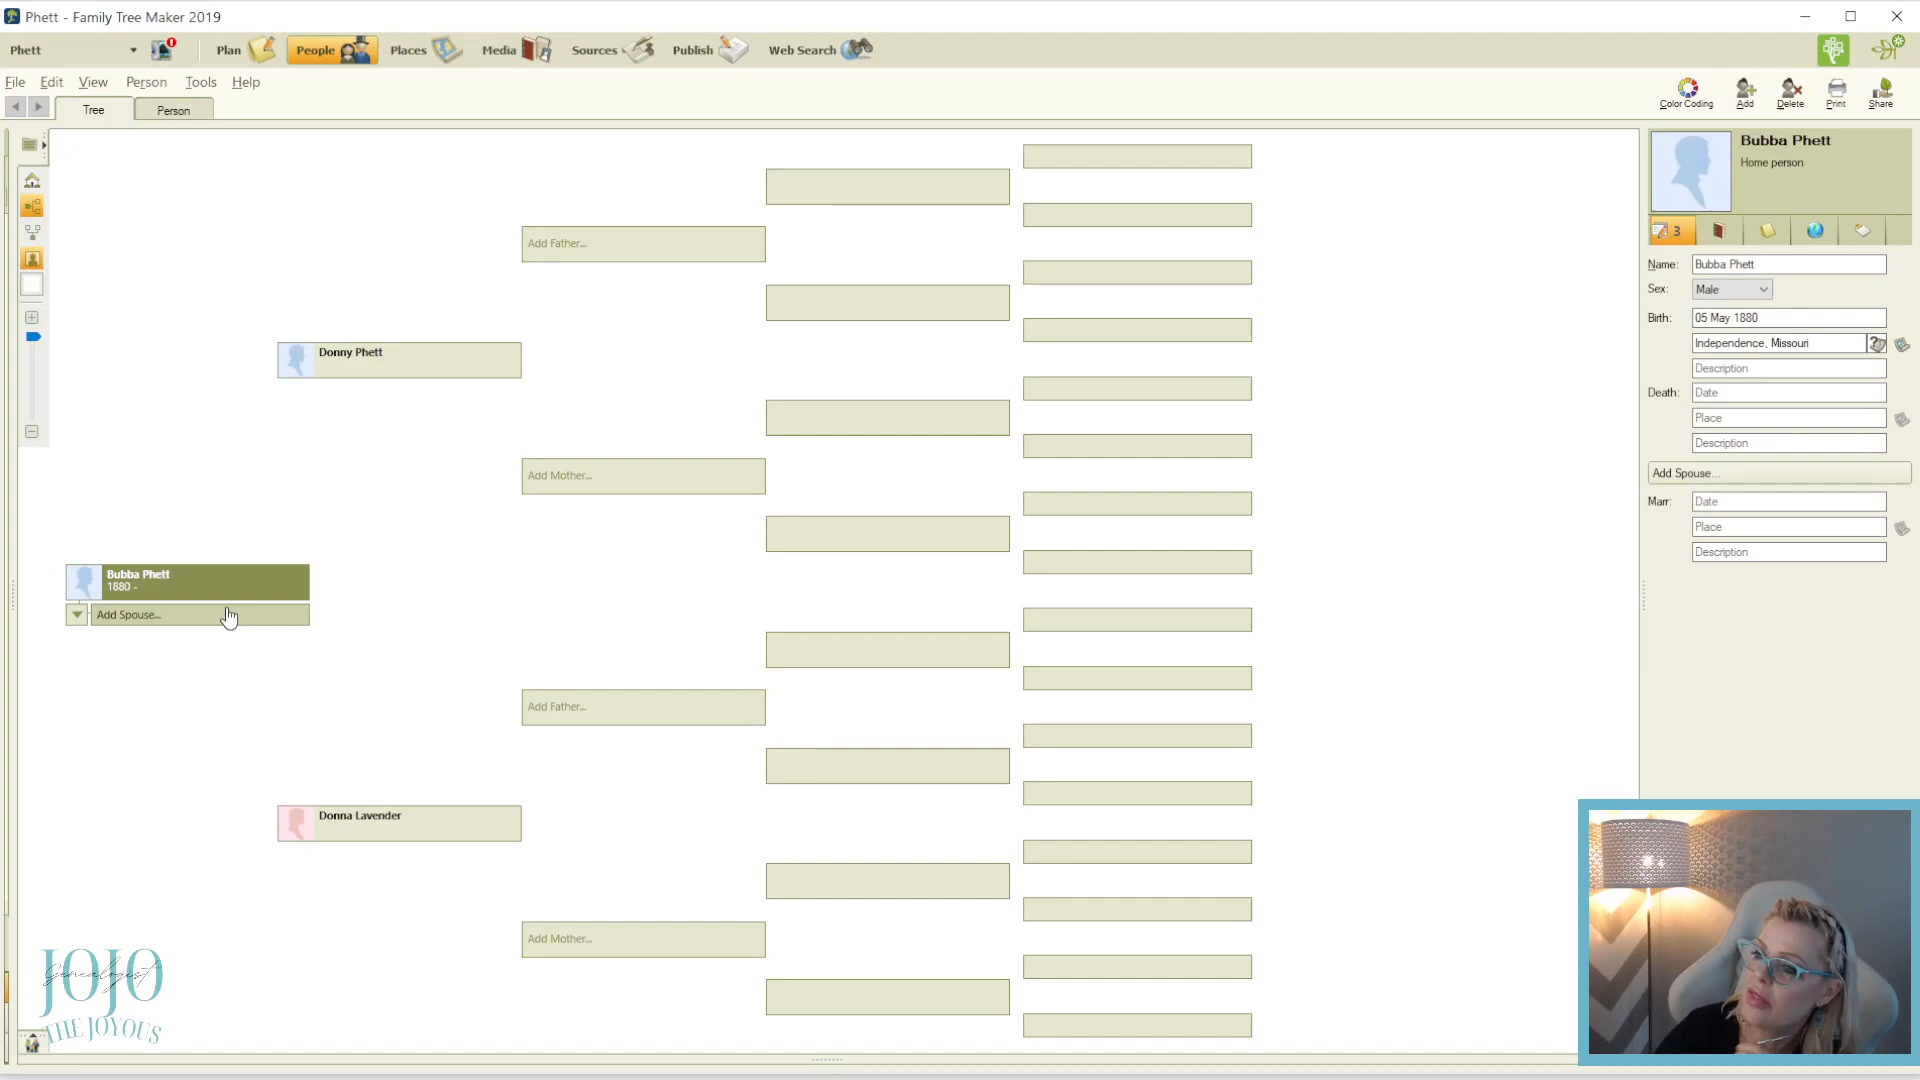 Phett - Family Tree Maker 2019
Phett Plan People Places Media Sources Publish Web Search
File Edit View Person Tools Help
Color Coding Add Delete Print Share
Tree Person
Bubba Phett
Home person
3
Name: Bubba Phett
Sex: Male
Birth: 05 May 1880
Independence, Missouri
Description
Death: Date
Place
Description
Add Spouse...
Marr: Date
Place
Description
Add Father...
Donny Phett
Add Mother...
Bubba Phett
1880 -
Add Spouse...
Add Father...
Donna Lavender
Add Mother...
JOJO
Genealogist
THE JOYOUS